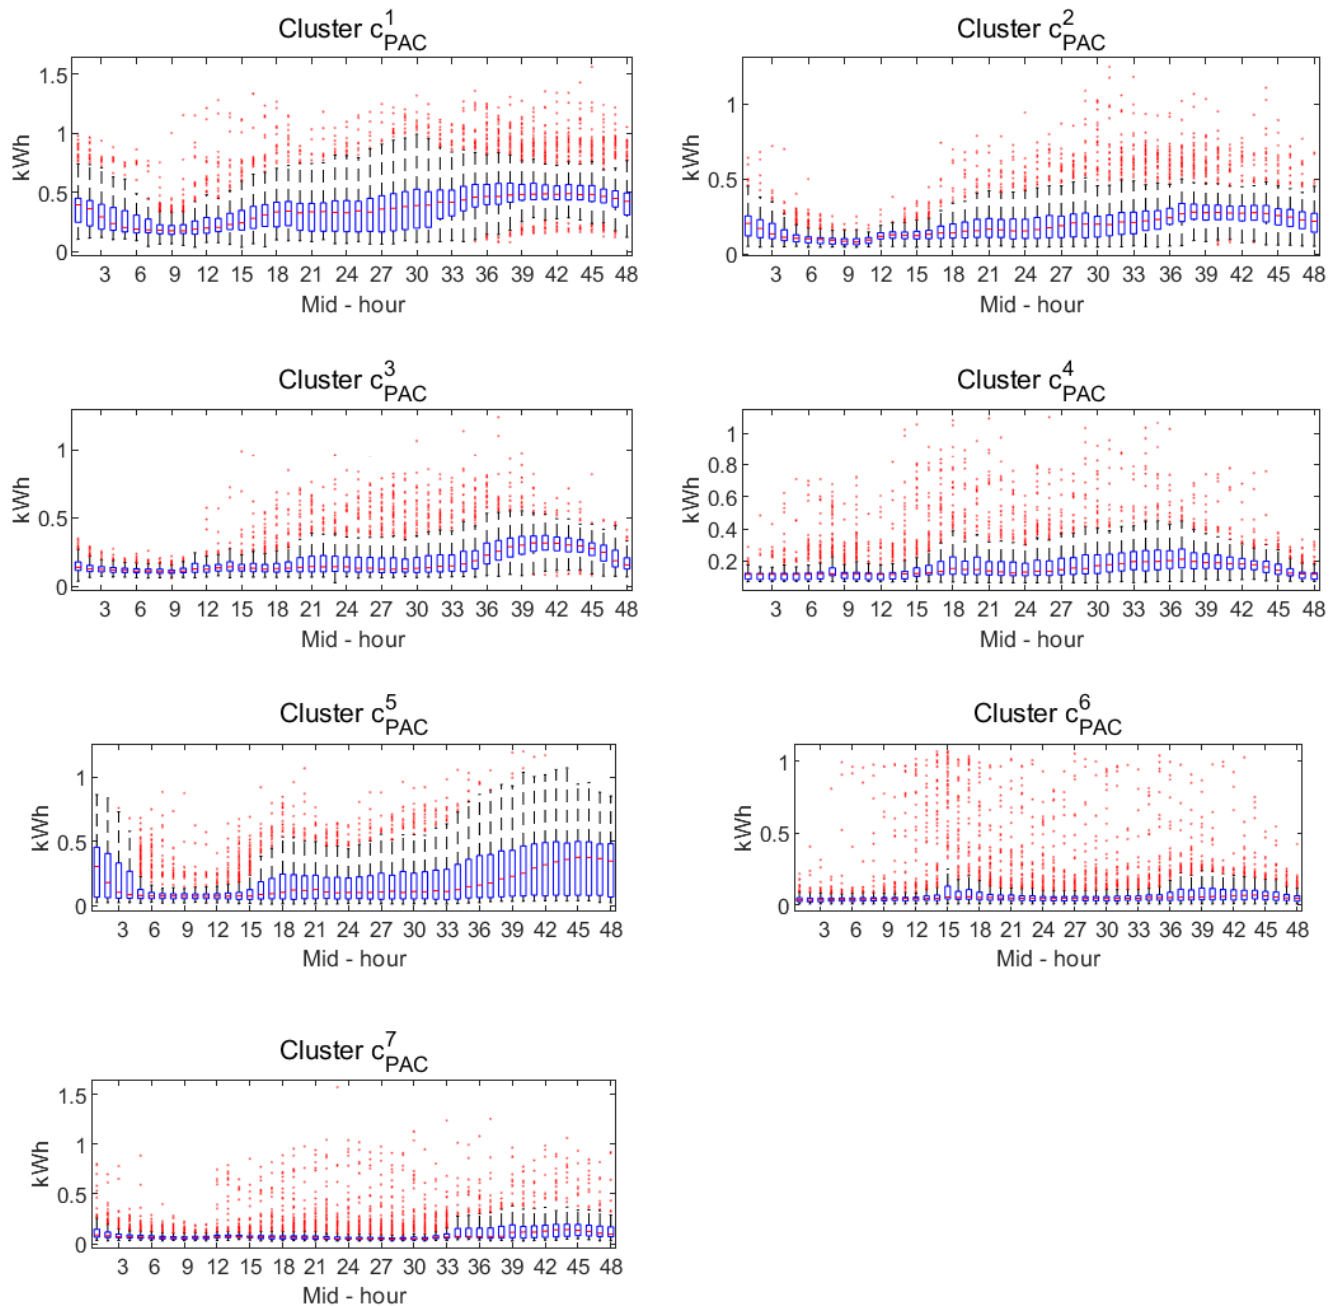 Cluster c¹PAC
kWh
1.5
1
0.5
0
3 6 9 12 15 18 21 24 27 30 33 36 39 42 45 48
Mid - hour
Cluster c²PAC
kWh
1
0.5
0
3 6 9 12 15 18 21 24 27 30 33 36 39 42 45 48
Mid - hour
Cluster c³PAC
kWh
1
0.5
0
3 6 9 12 15 18 21 24 27 30 33 36 39 42 45 48
Mid - hour
Cluster c⁴PAC
kWh
1
0.8
0.6
0.4
0.2
3 6 9 12 15 18 21 24 27 30 33 36 39 42 45 48
Mid - hour
Cluster c⁵PAC
kWh
1
0.5
0
3 6 9 12 15 18 21 24 27 30 33 36 39 42 45 48
Mid - hour
Cluster c⁶PAC
kWh
1
0.5
0
3 6 9 12 15 18 21 24 27 30 33 36 39 42 45 48
Mid - hour
Cluster c⁷PAC
kWh
1.5
1
0.5
0
3 6 9 12 15 18 21 24 27 30 33 36 39 42 45 48
Mid - hour